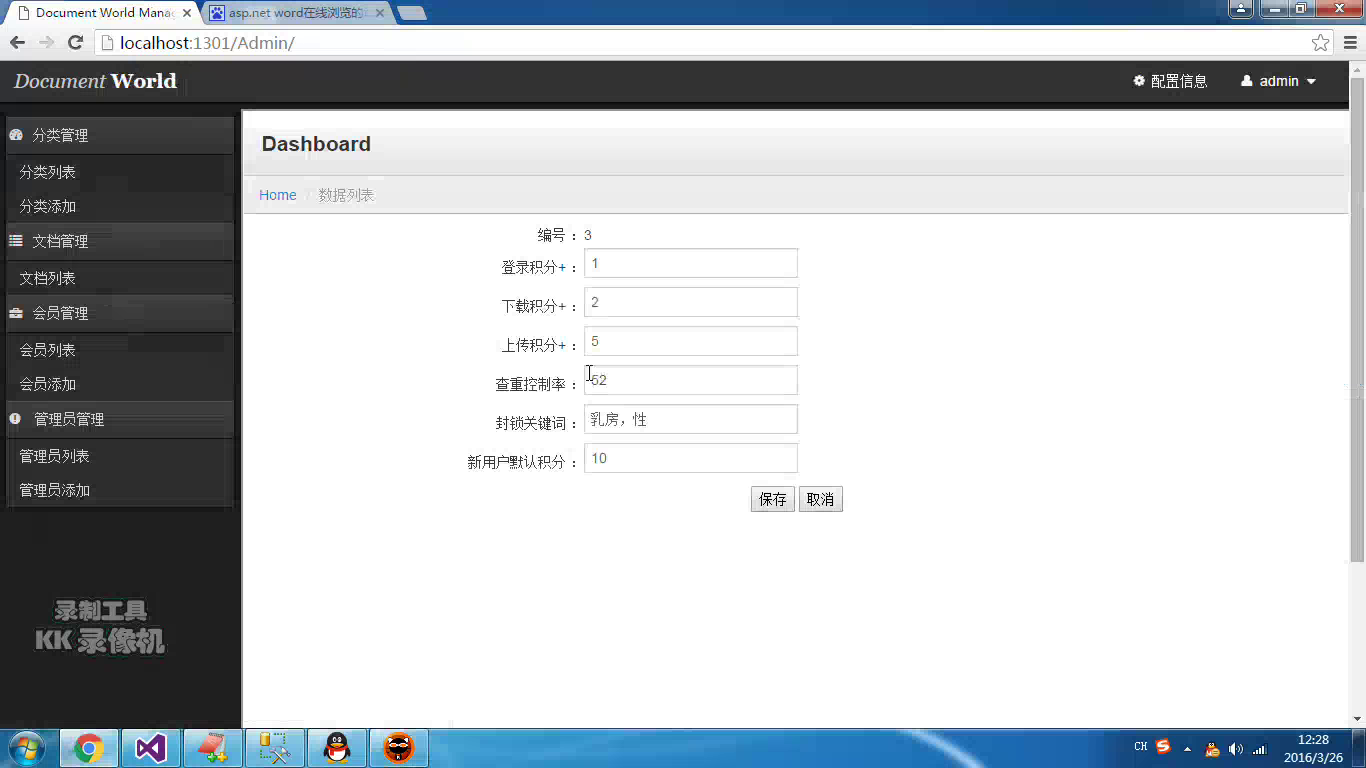 Document World Mana
asp.net word在线浏览的
localhost:1301/Admin/
Document World
配置信息
admin
分类管理
分类列表
分类添加
文档管理
文档列表
会员管理
会员列表
会员添加
管理员管理
管理员列表
管理员添加
Dashboard
Home / 数据列表
编号 : 3
登录积分+ : 1
下载积分+ : 2
上传积分+ : 5
查重控制率 : 52
封锁关键词 : 乳房，性
新用户默认积分 : 10
保存 取消
录制工具
KK 录像机
CH
12:28
2016/3/26